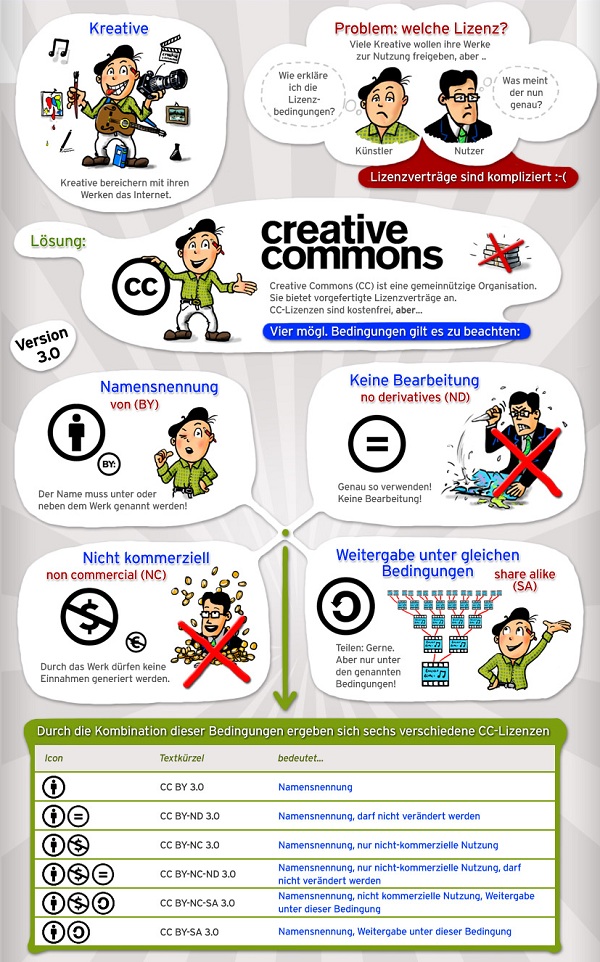 Kreative
Kreative bereichern mit ihren
Werken das Internet.
Problem: welche Lizenz?
Viele Kreative wollen ihre Werke
zur Nutzung freigeben, aber ..
Wie erkläre
ich die
Lizenz-
bedingungen?
Was meint
der nun
genau?
Künstler
Nutzer
Lizenzverträge sind kompliziert :-(
Lösung:
cc
creative
commons
Creative Commons (CC) ist eine gemeinnützige Organisation.
Sie bietet vorgefertigte Lizenzverträge an.
CC-Lizenzen sind kostenfrei, aber...
Vier mögl. Bedingungen gilt es zu beachten:
Version
3.0
Namensnennung
von (BY)
BY:
Der Name muss unter oder
neben dem Werk genannt werden!
Keine Bearbeitung
no derivatives (ND)
=
Genau so verwenden!
Keine Bearbeitung!
Nicht kommerziell
non commercial (NC)
$
€
Durch das Werk dürfen keine
Einnahmen generiert werden.
Weitergabe unter gleichen
Bedingungen
share alike
(SA)
Teilen: Gerne.
Aber nur unter
den genannten
Bedingungen!
Durch die Kombination dieser Bedingungen ergeben sich sechs verschiedene CC-Lizenzen
Icon Textkürzel bedeutet...
CC BY 3.0 Namensnennung
= CC BY-ND 3.0 Namensnennung, darf nicht verändert werden
$ CC BY-NC 3.0 Namensnennung, nur nicht-kommerzielle Nutzung
$ = CC BY-NC-ND 3.0 Namensnennung, nur nicht-kommerzielle Nutzung, darf
nicht verändert werden
$ CC BY-NC-SA 3.0 Namensnennung, nicht kommerzielle Nutzung, Weitergabe
unter dieser Bedingung
CC BY-SA 3.0 Namensnennung, Weitergabe unter dieser Bedingung